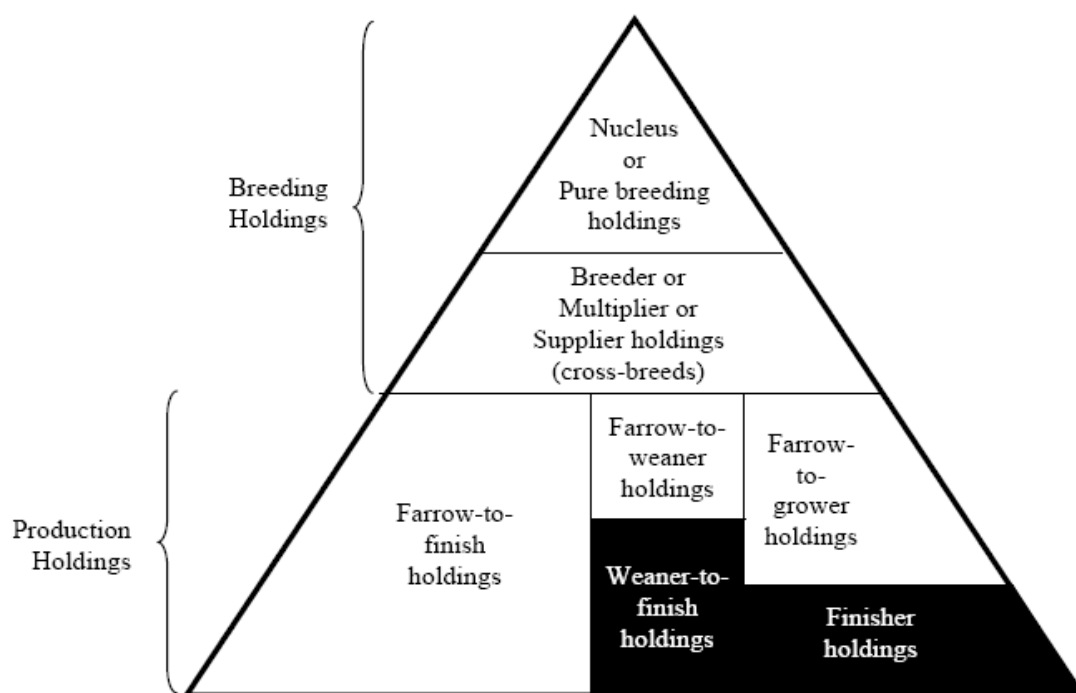 Nucleus
or
Pure breeding
holdings
Breeding
Holdings
Breeder or
Multiplier or
Supplier holdings
(cross-breeds)
Production
Holdings
Farrow-to-
finish
holdings
Farrow-to-
weaner
holdings
Farrow-
to-
grower
holdings
Weaner-to-
finish
holdings
Finisher
holdings